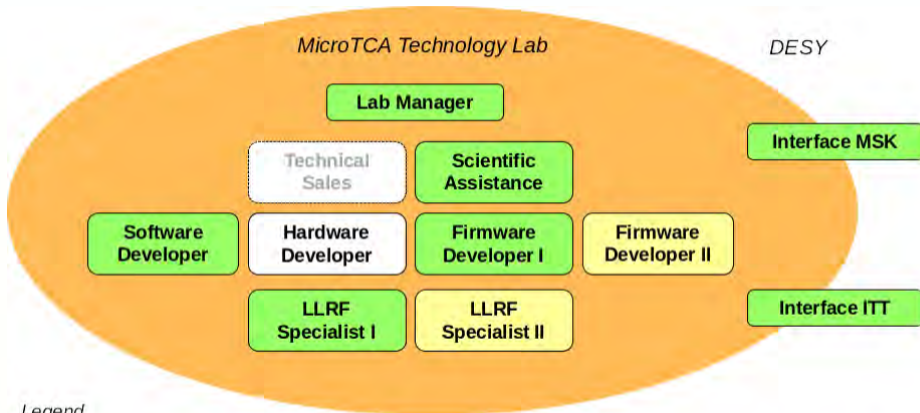 MicroTCA Technology Lab
DESY
Lab Manager
Interface MSK
Technical
Sales
Scientific
Assistance
Software
Developer
Hardware
Developer
Firmware
Developer I
Firmware
Developer II
LLRF
Specialist I
LLRF
Specialist II
Interface ITT
Legend